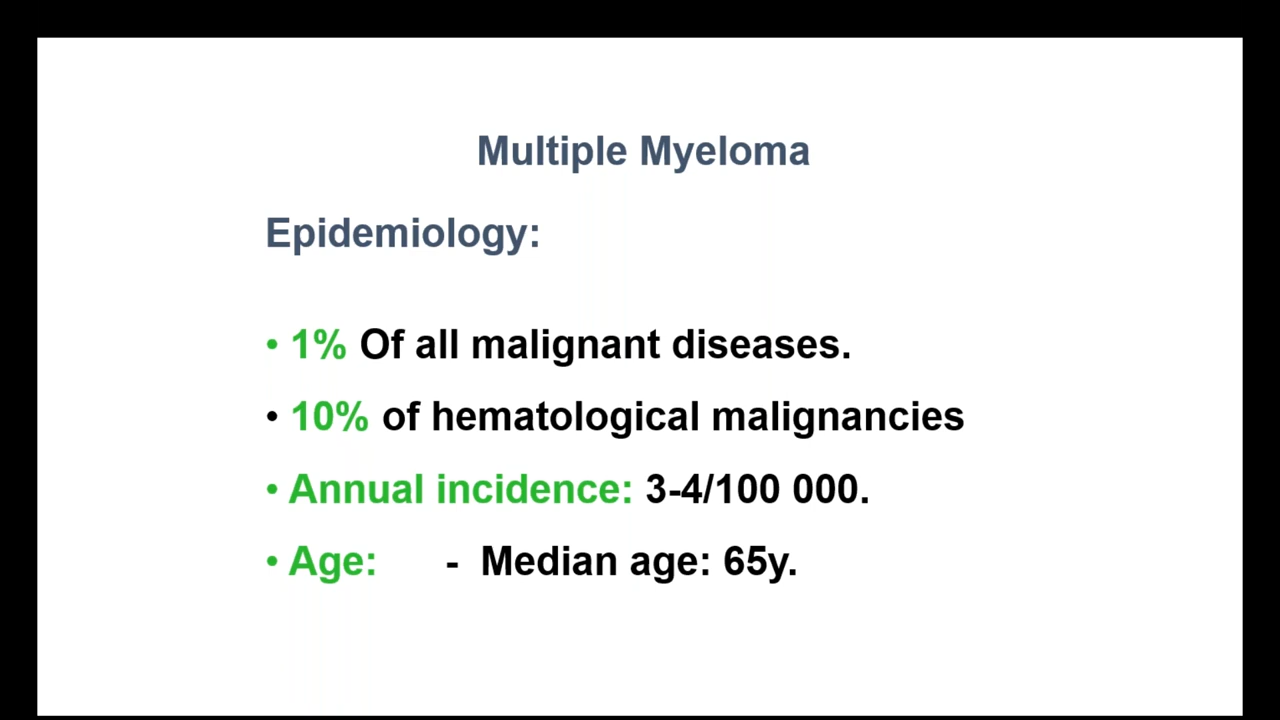 Multiple Myeloma
Epidemiology:
• 1% Of all malignant diseases.
• 10% of hematological malignancies
• Annual incidence: 3-4/100 000.
• Age: - Median age: 65y.